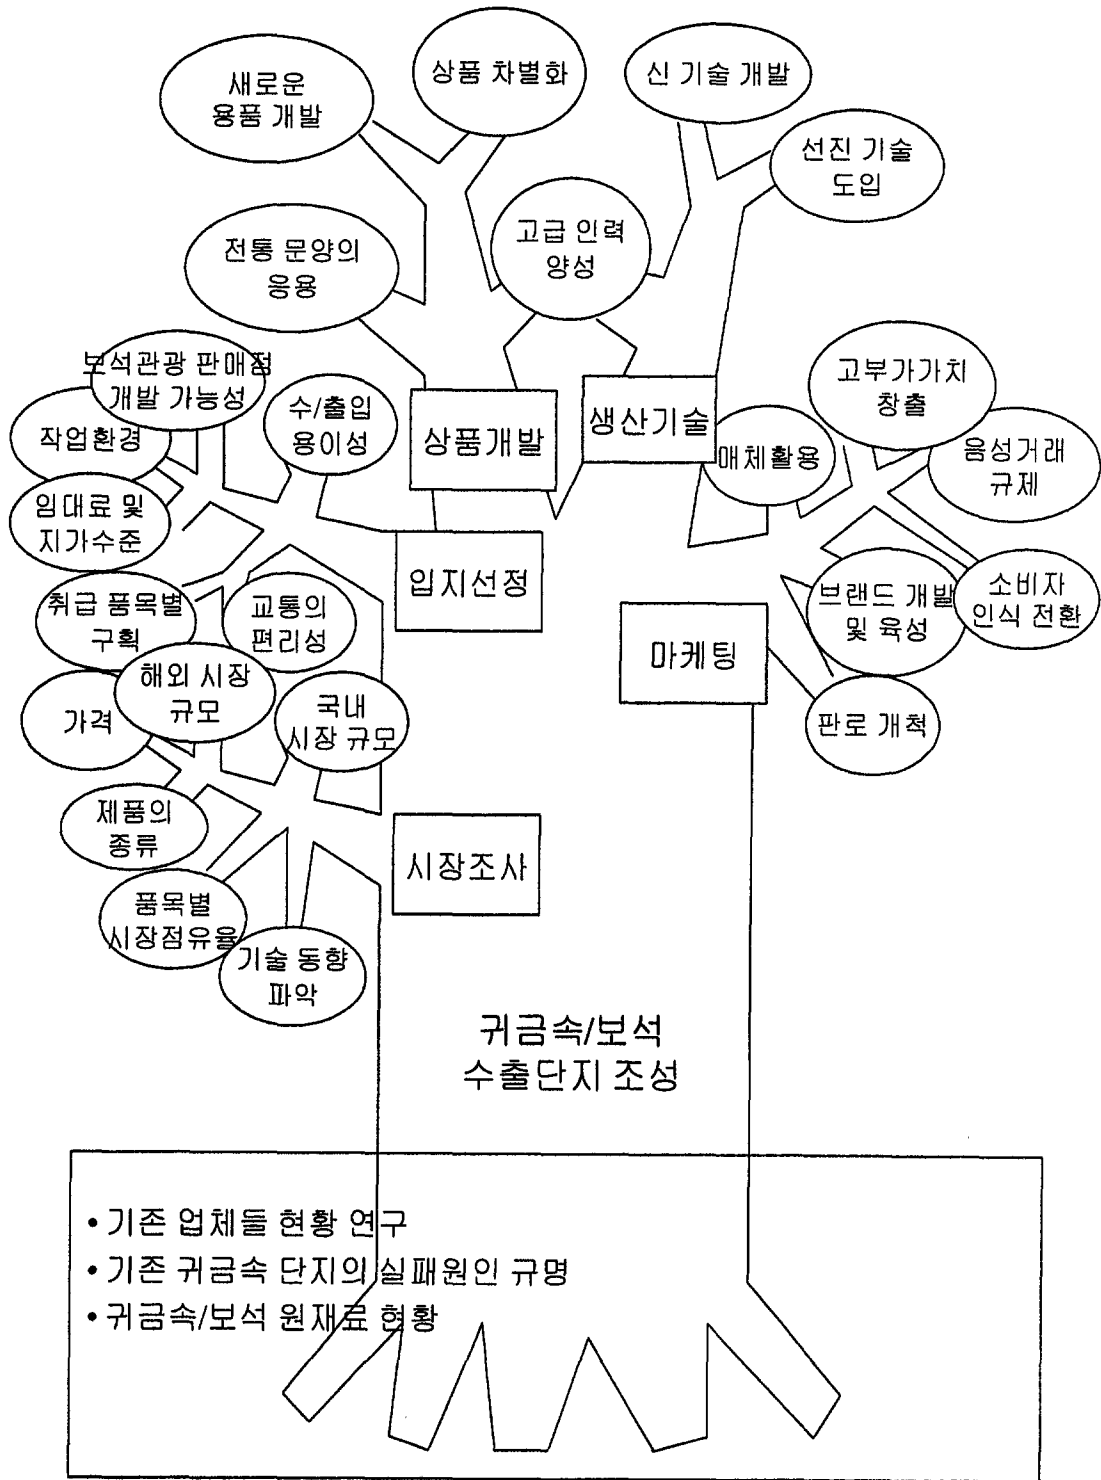 새로운
용품 개발
상품 차별화
신 기술 개발
선진 기술
도입
전통 문양의
응용
고급 인력
양성
보석관광 판매점
개발 가능성
작업환경
수/출입
용이성
상품개발
생산기술
매체활용
고부가가치
창출
음성거래
규제
임대료 및
지가수준
입지선정
취급 품목별
구획
교통의
편리성
마케팅
브랜드 개발
및 육성
소비자
인식 전환
해외 시장
규모
가격
국내
시장 규모
판로 개척
제품의
종류
시장조사
품목별
시장점유율
기술 동향
파악
귀금속/보석
수출단지 조성
• 기존 업체들 현황 연구
• 기존 귀금속 단지의 실패원인 규명
• 귀금속/보석 원재료 현황